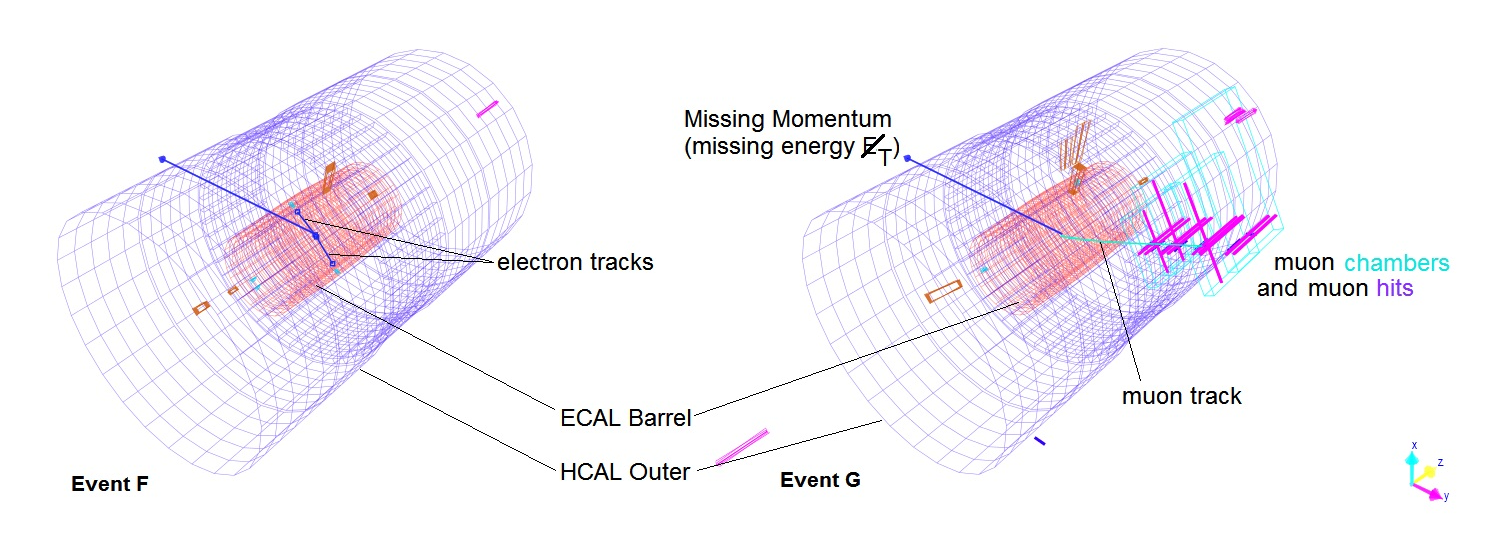 Missing Momentum
(missing energy E̸T)
electron tracks
muon chambers
and muon hits
muon track
ECAL Barrel
HCAL Outer
Event F
Event G
x
z
y